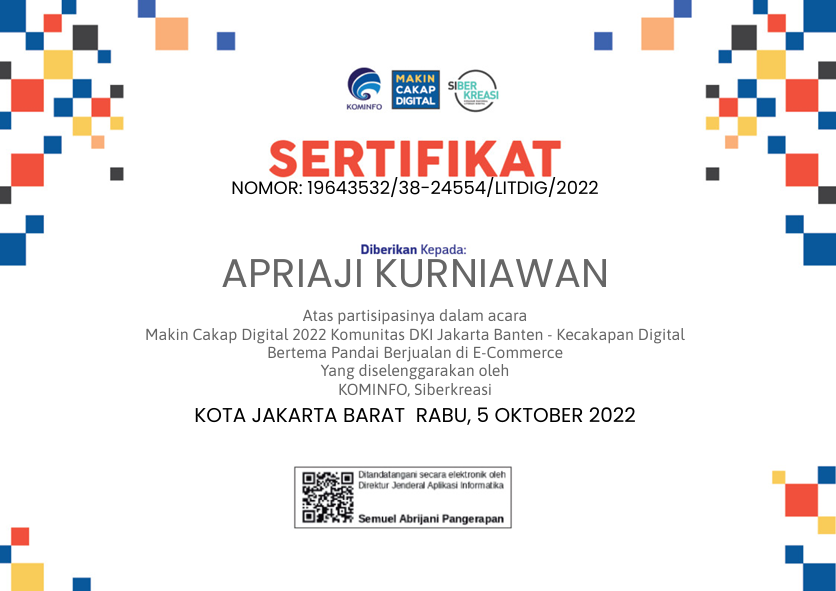 KOMINFO
MAKIN
CAKAP
DIGITAL
SIBER
KREASI
SERTIFIKAT
NOMOR: 19643532/38-24554/LITDIG/2022
Diberikan Kepada:
APRIAJI KURNIAWAN
Atas partisipasinya dalam acara
Makin Cakap Digital 2022 Komunitas DKI Jakarta Banten - Kecakapan Digital
Bertema Pandai Berjualan di E-Commerce
Yang diselenggarakan oleh
KOMINFO, Siberkreasi
KOTA JAKARTA BARAT RABU, 5 OKTOBER 2022
Ditandatangani secara elektronik oleh
Direktur Jenderal Aplikasi Informatika
Semuel Abrijani Pangerapan